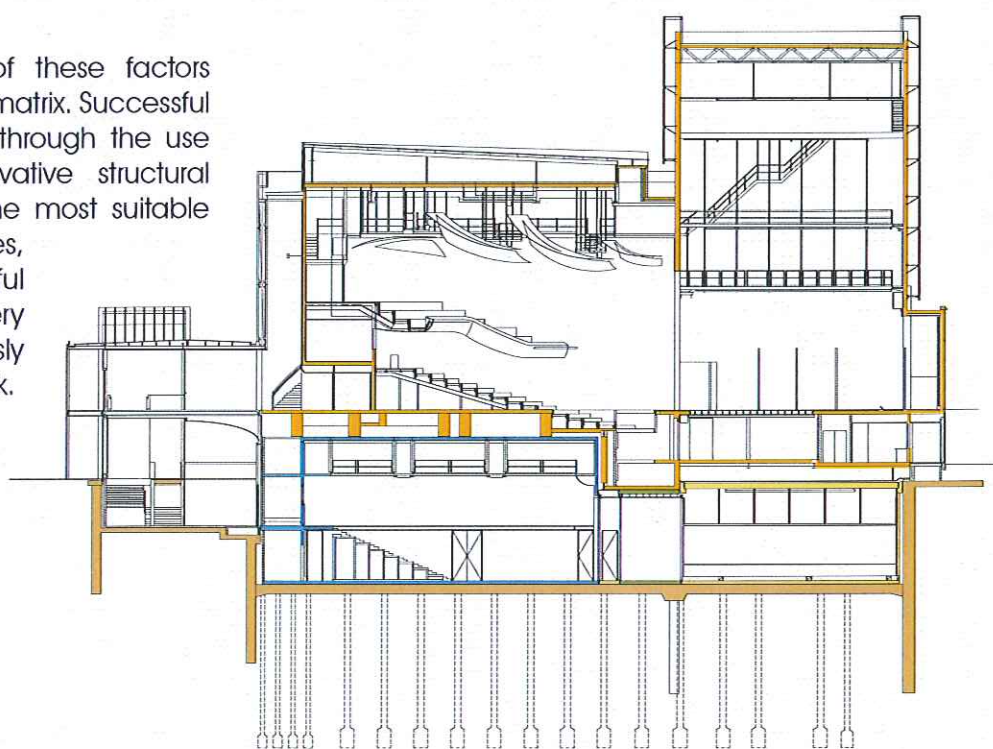 of these factors
matrix. Successful
through the use
vative structural
he most suitable
es,
ful
ery
sly
x.